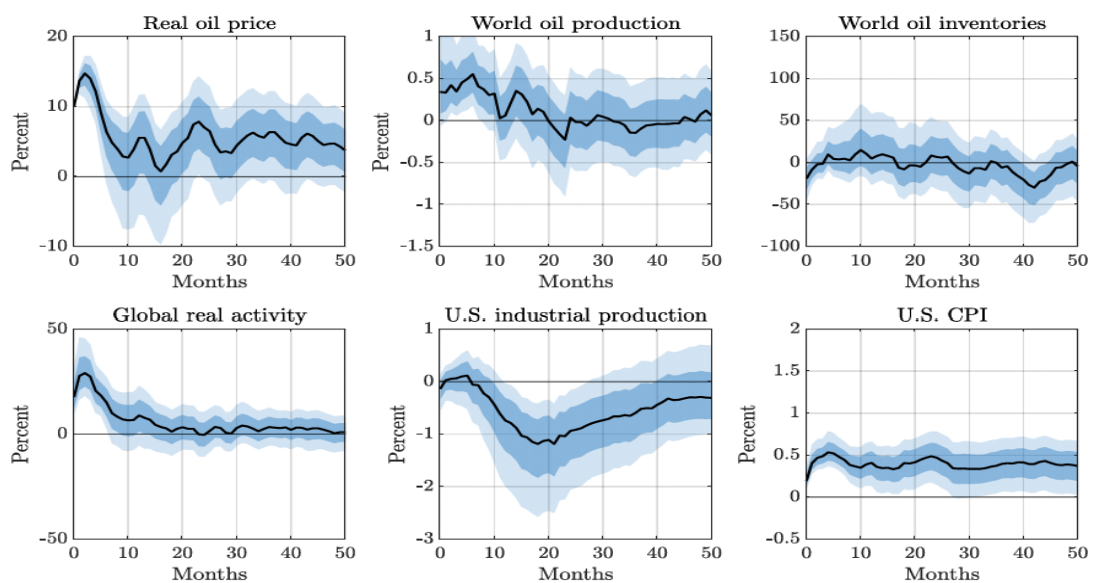 Real oil price
World oil production
World oil inventories
20
10
0
-10
Percent
0 10 20 30 40 50
Months
1
0.5
0
-0.5
-1
-1.5
0 10 20 30 40 50
Months
150
100
50
0
-50
-100
0 10 20 30 40 50
Months
Global real activity
U.S. industrial production
U.S. CPI
50
0
-50
Percent
0 10 20 30 40 50
Months
1
0
-1
-2
-3
Percent
0 10 20 30 40 50
Months
2
1.5
1
0.5
0
-0.5
Percent
0 10 20 30 40 50
Months